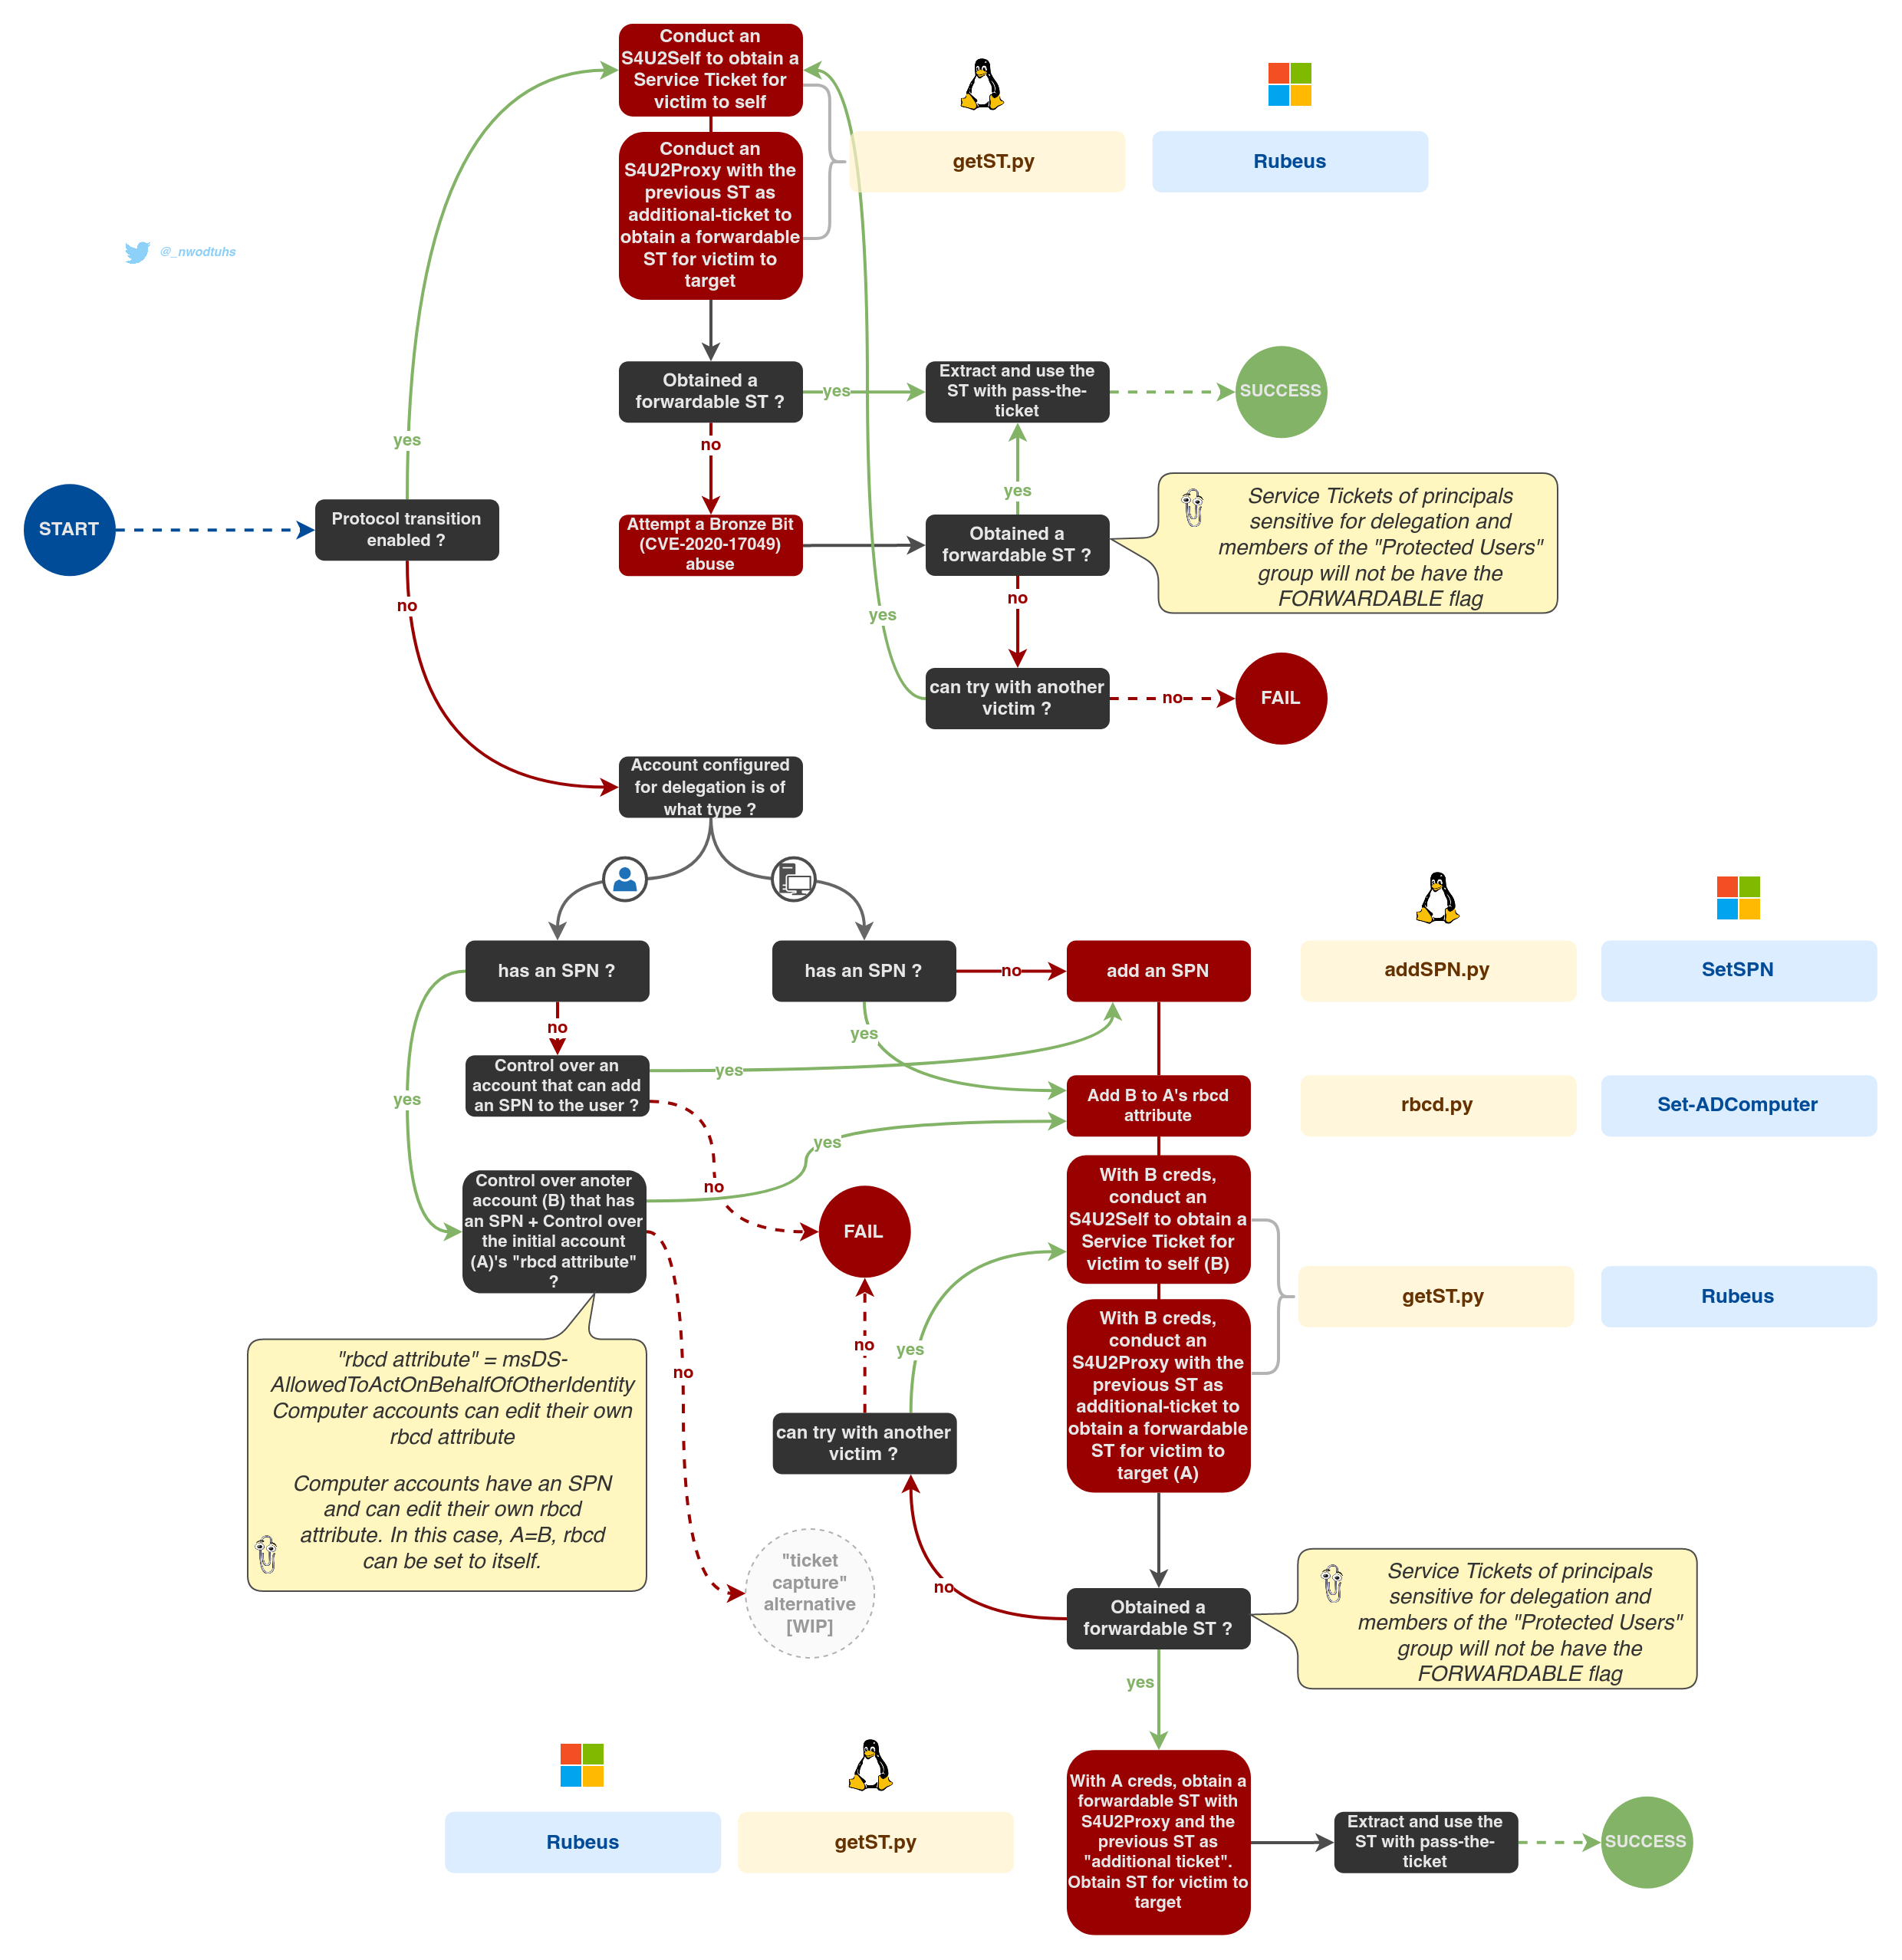 Conduct an
S4U2Self to obtain a
Service Ticket for
victim to self
Conduct an
S4U2Proxy with the
previous ST as
additional-ticket to
obtain a forwardable
ST for victim to
target
getST.py
Rubeus
@_nwodtuhs
Obtained a
forwardable ST ?
yes
Extract and use the
ST with pass-the-
ticket
SUCCESS
yes
no
yes
START
Protocol transition
enabled ?
Attempt a Bronze Bit
(CVE-2020-17049)
abuse
Obtained a
forwardable ST ?
Service Tickets of principals
sensitive for delegation and
members of the "Protected Users"
group will not be have the
FORWARDABLE flag
no
no
yes
can try with another
victim ?
no
FAIL
Account configured
for delegation is of
what type ?
has an SPN ?
has an SPN ?
no
add an SPN
addSPN.py
SetSPN
no
yes
Control over an
account that can add
an SPN to the user ?
yes
yes
Add B to A's rbcd
attribute
rbcd.py
Set-ADComputer
yes
Control over anoter
account (B) that has
an SPN + Control over
the initial account
(A)'s "rbcd attribute"
?
no
FAIL
With B creds,
conduct an
S4U2Self to obtain a
Service Ticket for
victim to self (B)
With B creds,
conduct an
S4U2Proxy with the
previous ST as
additional-ticket to
obtain a forwardable
ST for victim to
target (A)
getST.py
Rubeus
no
yes
no
"rbcd attribute" = msDS-
AllowedToActOnBehalfOfOtherIdentity
Computer accounts can edit their own
rbcd attribute
Computer accounts have an SPN
and can edit their own rbcd
attribute. In this case, A=B, rbcd
can be set to itself.
can try with another
victim ?
"ticket
capture"
alternative
[WIP]
no
Obtained a
forwardable ST ?
Service Tickets of principals
sensitive for delegation and
members of the "Protected Users"
group will not be have the
FORWARDABLE flag
yes
Rubeus
getST.py
With A creds, obtain a
forwardable ST with
S4U2Proxy and the
previous ST as
"additional ticket".
Obtain ST for victim to
target
Extract and use the
ST with pass-the-
ticket
SUCCESS